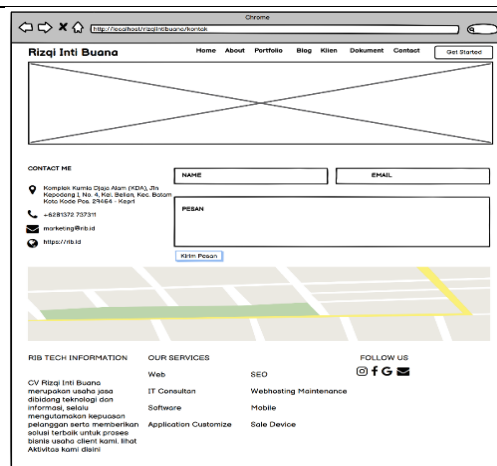 Chrome
http://localhost/rizqiintibuana/kontak
Rizqi Inti Buana
Home About Portfolio Blog Klien Dokument Contact
Get Started
CONTACT ME
Komplek Kurnia Djaja Alam (KDA), Jln
Kepodang 1, No. 4, Kel. Belian, Kec. Batam
Kota Kode Pos. 29464 - Kepri
+6281372 737311
marketing@rib.id
https://rib.id
NAME
EMAIL
PESAN
Kirim Pesan
RIB TECH INFORMATION
CV Rizqi Inti Buana
merupakan usaha jasa
dibidang teknologi dan
informasi, selalu
mengutamakan kepuasan
pelanggan serta memberikan
solusi terbaik untuk proses
bisnis usaha client kami. lihat
Aktivitas kami disini
OUR SERVICES
Web
SEO
IT Consultan
Webhosting Maintenance
Software
Mobile
Application Customize
Sale Device
FOLLOW US